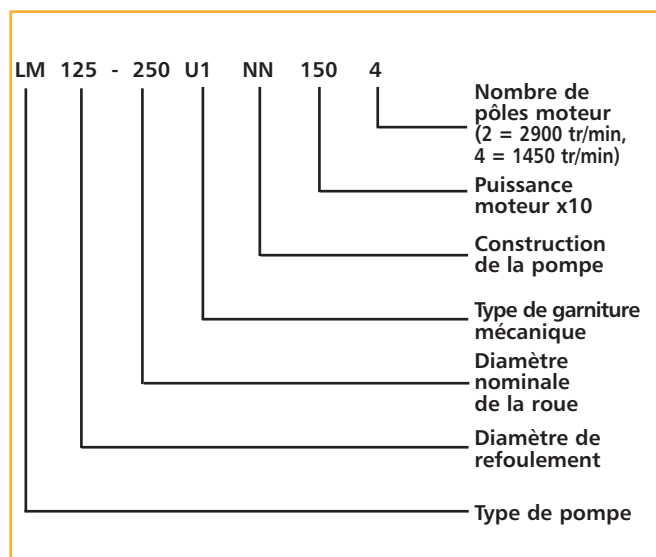 LM 125 - 250 U1 NN 150 4
Nombre de
pôles moteur
(2 = 2900 tr/min,
4 = 1450 tr/min)
Puissance
moteur x10
Construction
de la pompe
Type de garniture
mécanique
Diamètre
nominale
de la roue
Diamètre de
refoulement
Type de pompe